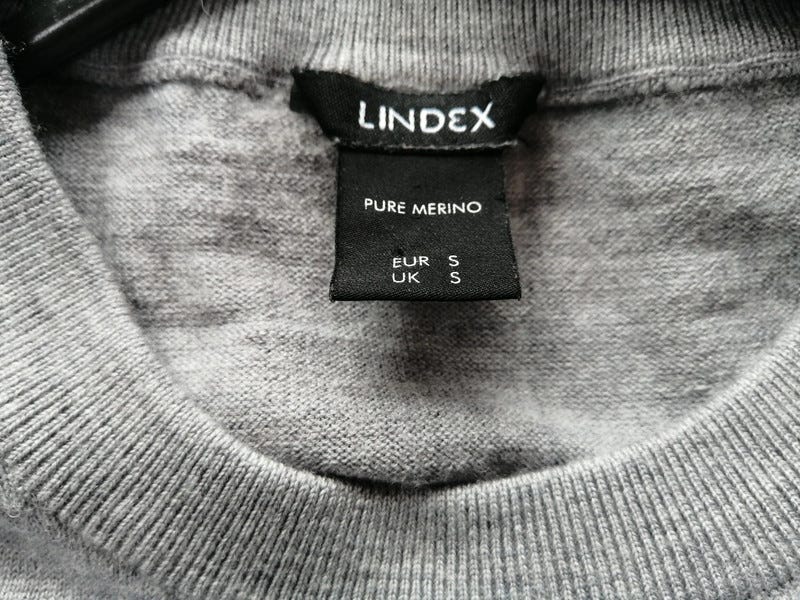 LINDEX
PURE MERINO
EUR S
UK S